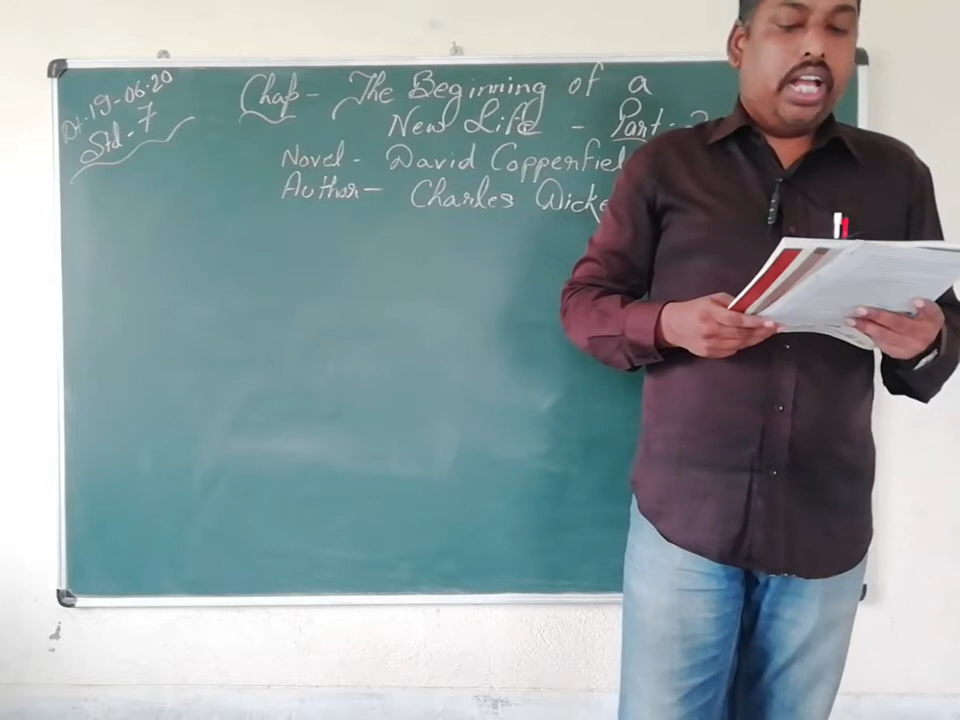 Dt-19-06-20
Std-7
Chap- The Beginning of a
New Life - Part-
Novel- David Copperfiel
Author- Charles Dicke